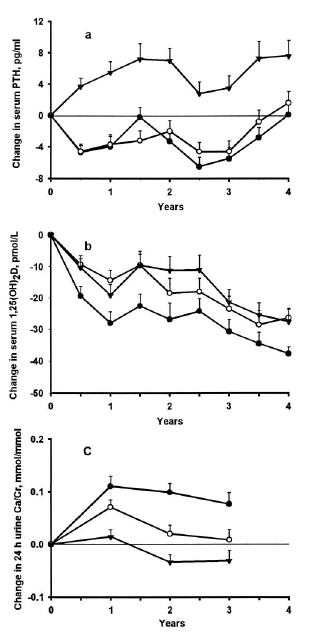 a
Change in serum PTH, pg/ml
12
8
4
0
-4
-8
0 1 2 3 4
Years
b
Change in serum 1,25(OH)2D, pmol/L
0
-10
-20
-30
-40
-50
0 1 2 3 4
Years
C
Change in 24 h urine Ca/Cr, mmol/mmol
0.2
0.1
0.0
-0.1
0 1 2 3 4
Years